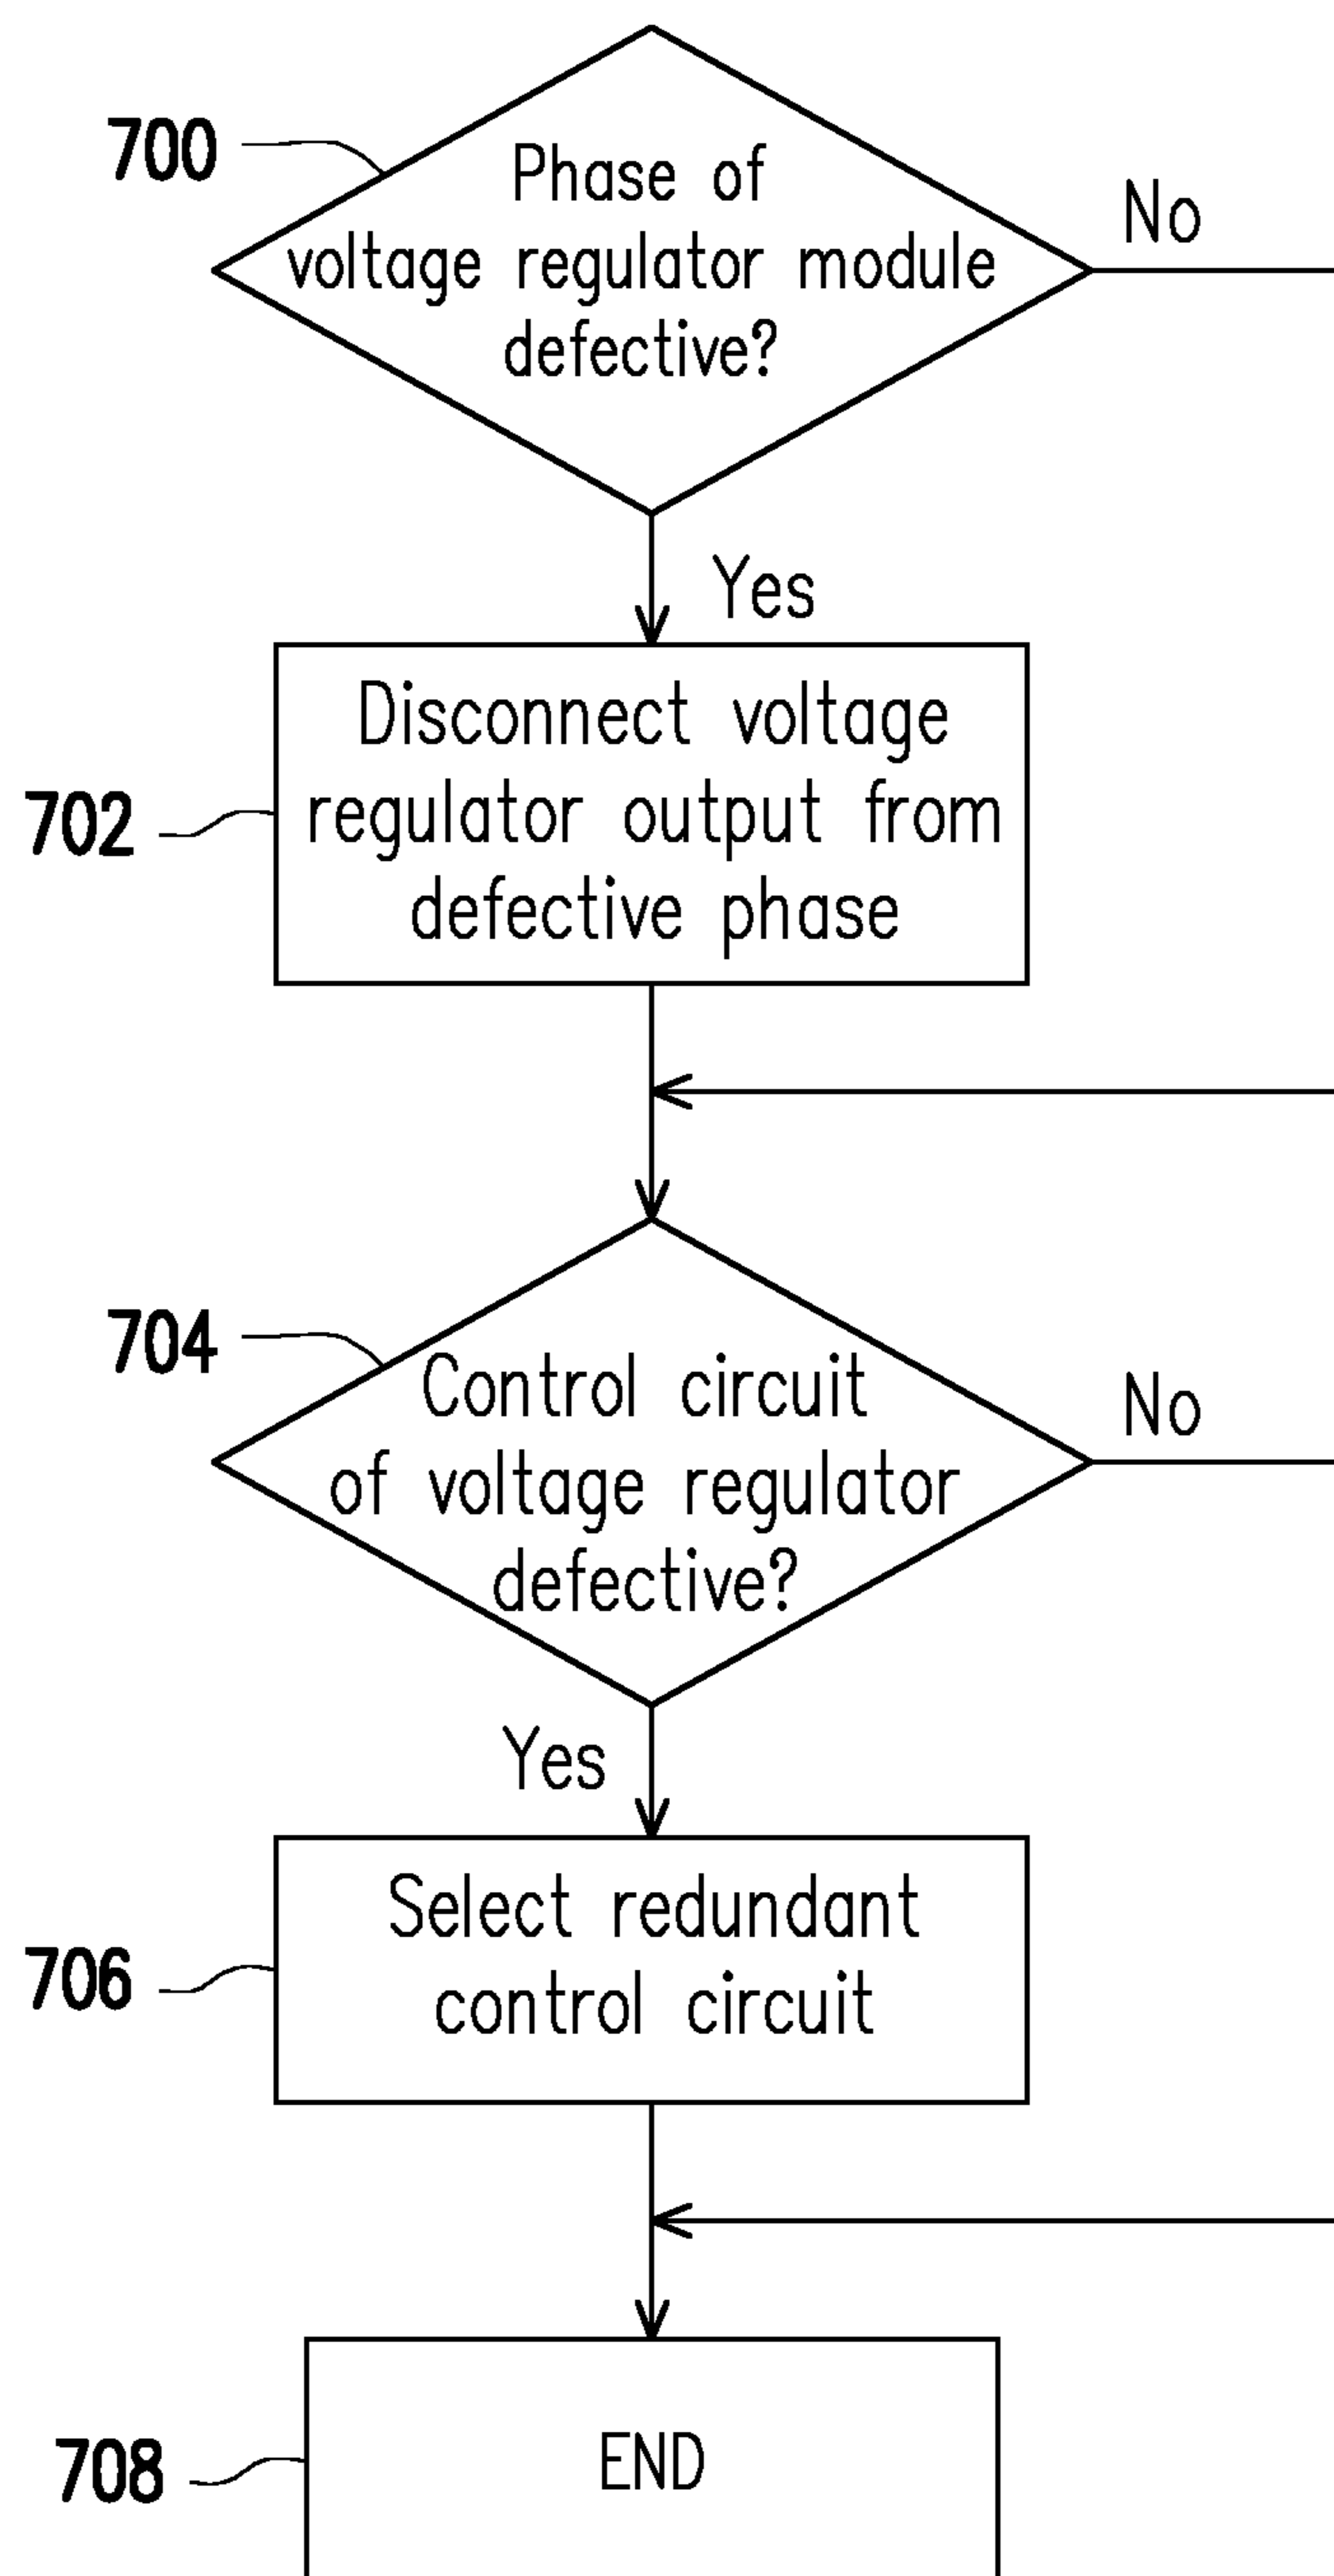 700
Phase of
voltage regulator module
defective?
No
Yes
702
Disconnect voltage
regulator output from
defective phase
704
Control circuit
of voltage regulator
defective?
No
Yes
706
Select redundant
control circuit
708
END